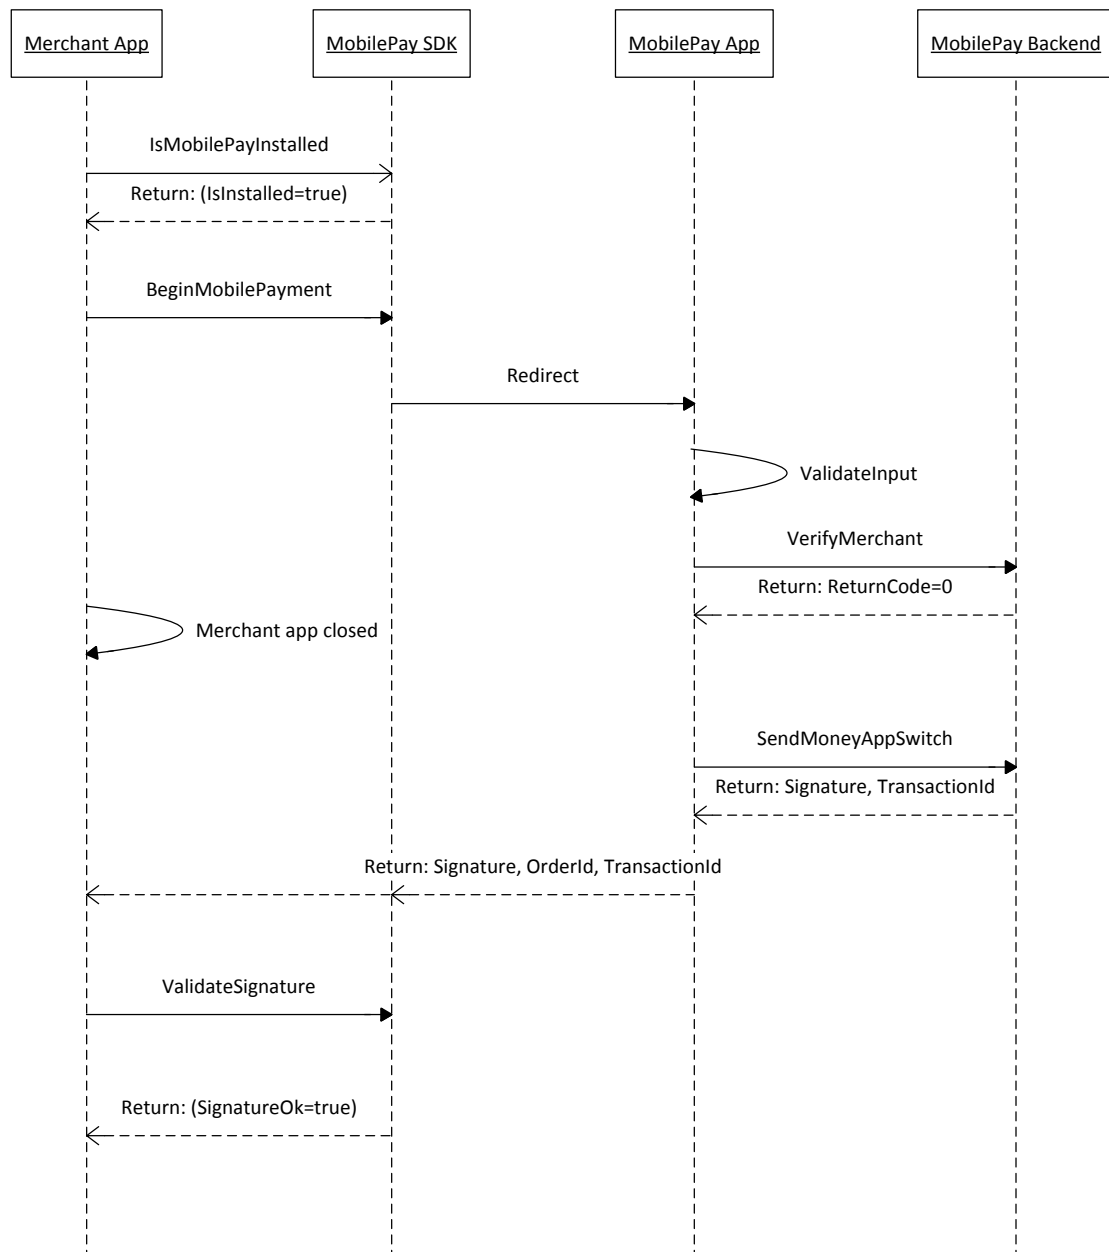 Merchant App
MobilePay SDK
MobilePay App
MobilePay Backend
IsMobilePayInstalled
Return: (IsInstalled=true)
BeginMobilePayment
Redirect
ValidateInput
VerifyMerchant
Return: ReturnCode=0
Merchant app closed
SendMoneyAppSwitch
Return: Signature, TransactionId
Return: Signature, OrderId, TransactionId
ValidateSignature
Return: (SignatureOk=true)